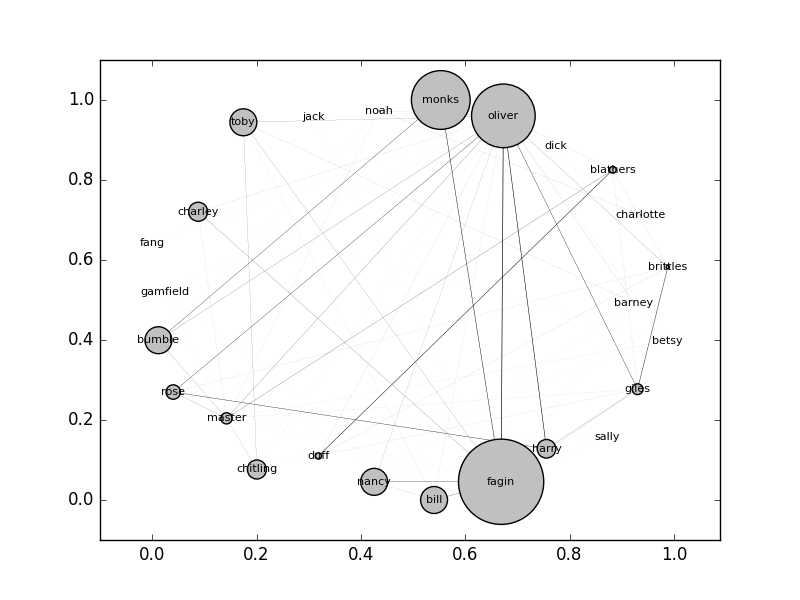 1.0
0.8
0.6
0.4
0.2
0.0
monks
oliver
toby
jack
noah
dick
blathers
charley
charlotte
fang
brittles
gamfield
barney
bumble
betsy
rose
giles
master
sally
duff
harry
chitling
nancy
fagin
bill
0.0 0.2 0.4 0.6 0.8 1.0